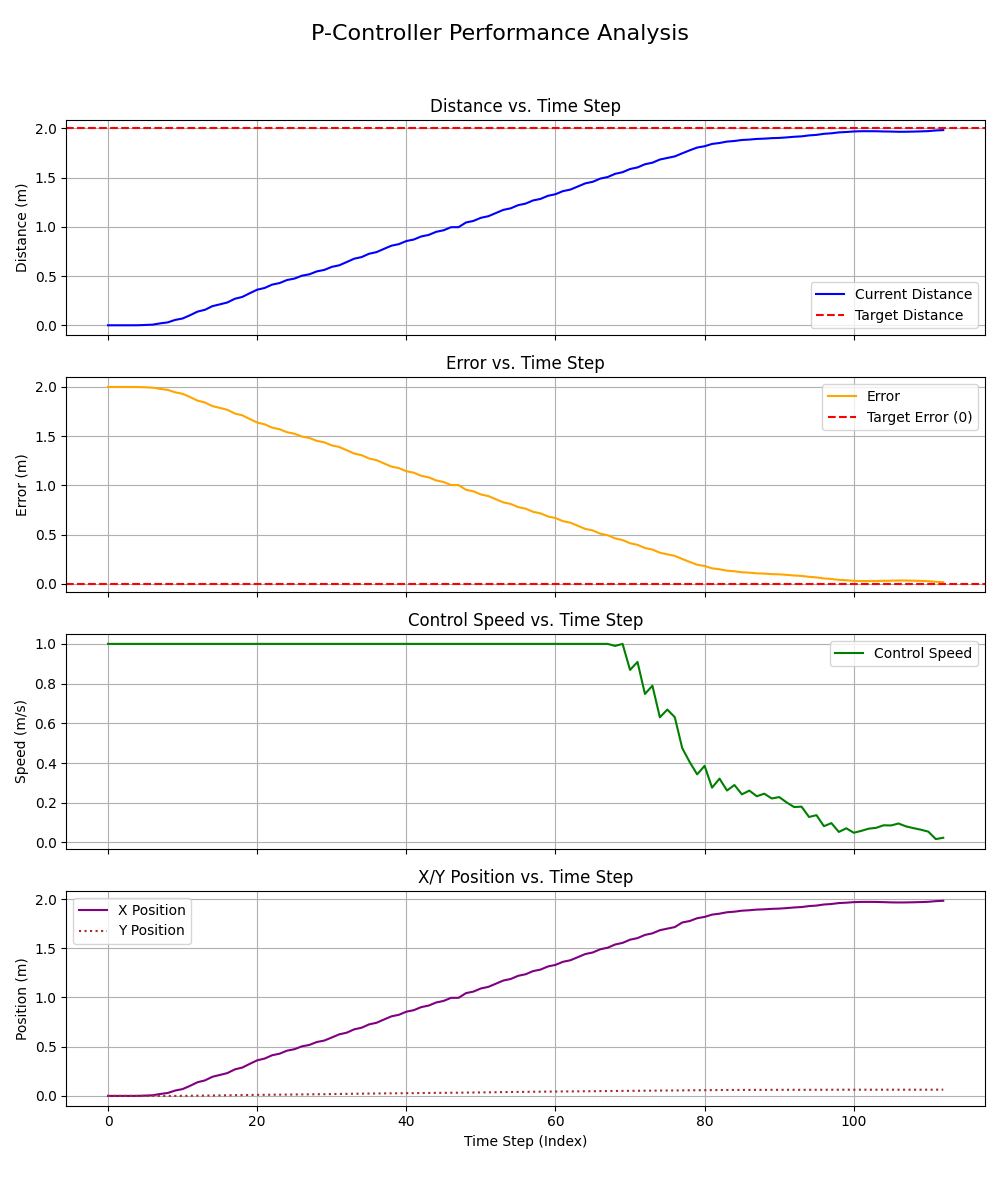 P-Controller Performance Analysis
Distance vs. Time Step
Distance (m)
2.0
1.5
1.0
0.5
0.0
Current Distance
Target Distance
Error vs. Time Step
Error (m)
2.0
1.5
1.0
0.5
0.0
Error
Target Error (0)
Control Speed vs. Time Step
Speed (m/s)
1.0
0.8
0.6
0.4
0.2
0.0
Control Speed
X/Y Position vs. Time Step
Position (m)
2.0
1.5
1.0
0.5
0.0
X Position
Y Position
0 20 40 60 80 100
Time Step (Index)